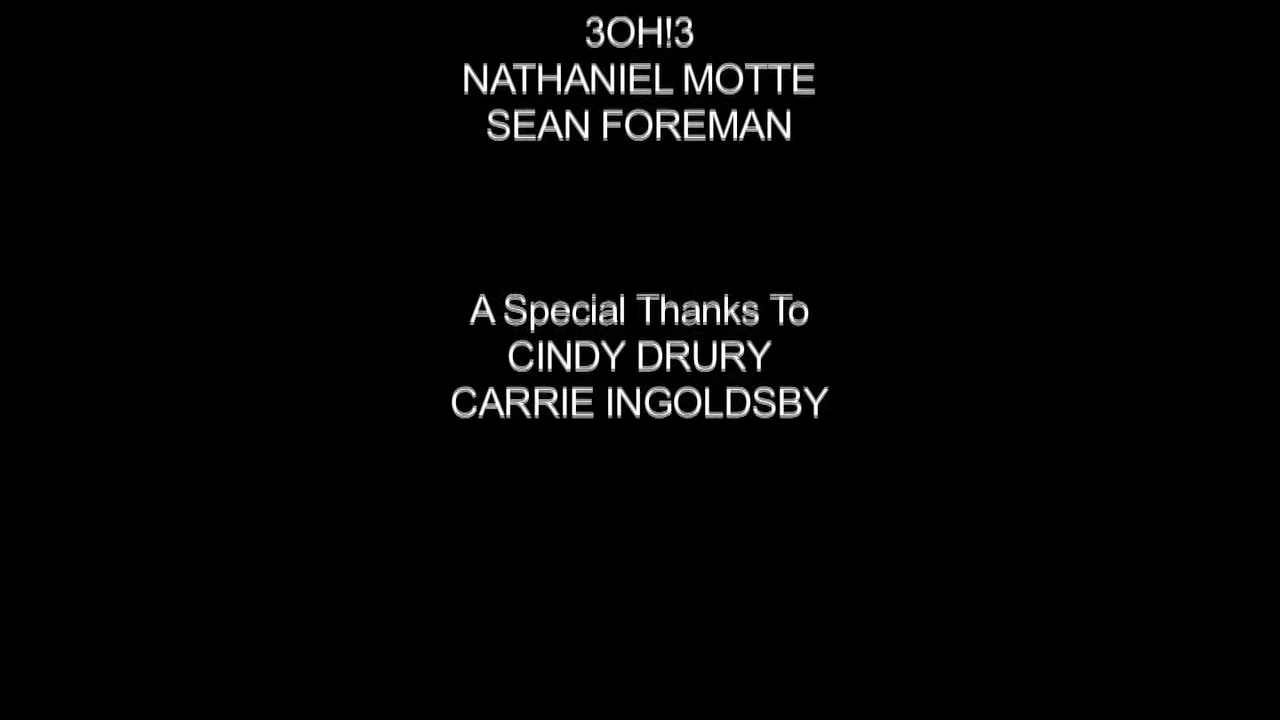 3OH!3
NATHANIEL MOTTE
SEAN FOREMAN
A Special Thanks To
CINDY DRURY
CARRIE INGOLDSBY